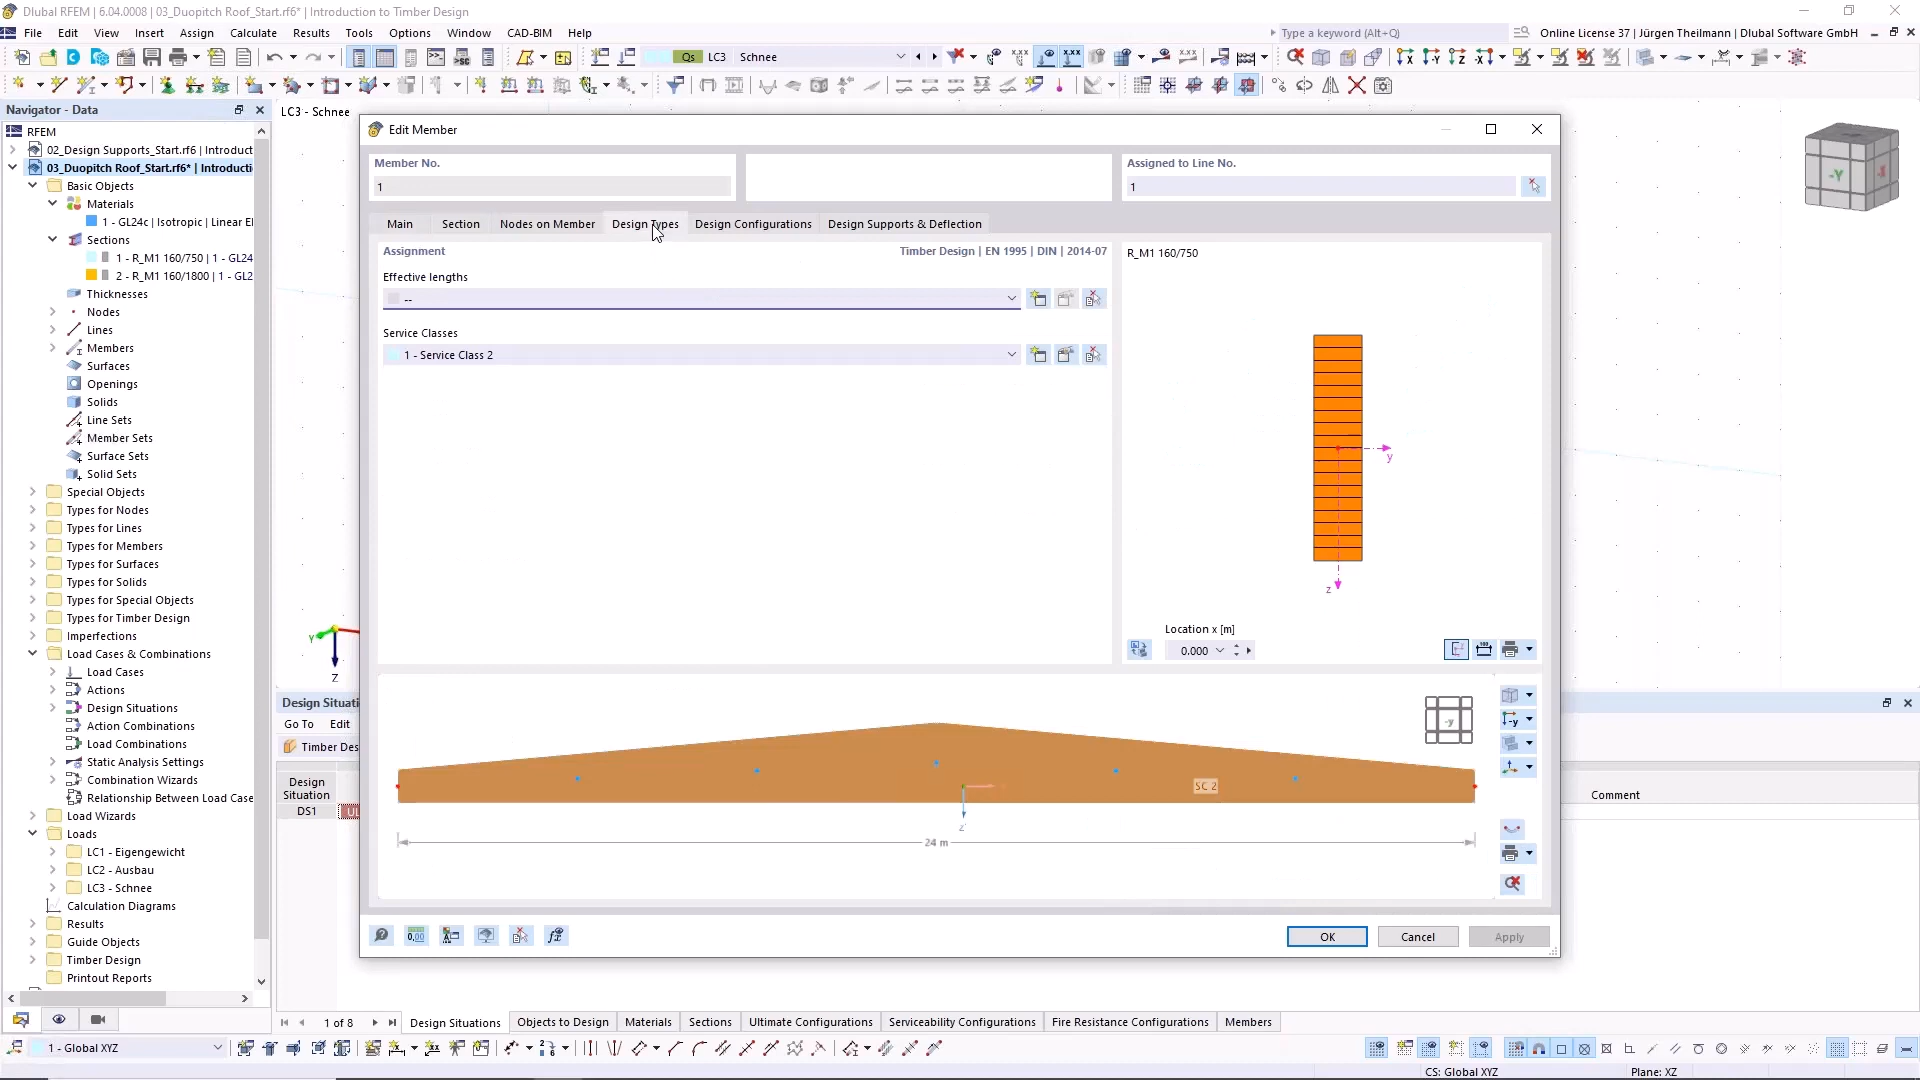 Dlubal RFEM | 6.04.0008 | 03_Duopitch Roof_Start.rf6* | Introduction to Timber Design
File Edit View Insert Assign Calculate Results Tools Options Window CAD-BIM Help
Type a keyword (Alt+Q)
Online License 37 | Jürgen Theilmann | Dlubal Software GmbH
Qs LC3 Schnee
Navigator - Data
RFEM
02_Design Supports_Start.rf6 | Introduct
03_Duopitch Roof_Start.rf6* | Introducti
Basic Objects
Materials
1 - GL24c | Isotropic | Linear El
Sections
1 - R_M1 160/750 | 1 - GL24
2 - R_M1 160/1800 | 1 - GL2
Thicknesses
Nodes
Lines
Members
Surfaces
Openings
Solids
Line Sets
Member Sets
Surface Sets
Solid Sets
Special Objects
Types for Nodes
Types for Lines
Types for Members
Types for Surfaces
Types for Solids
Types for Special Objects
Types for Timber Design
Imperfections
Load Cases & Combinations
Load Cases
Actions
Design Situations
Action Combinations
Load Combinations
Static Analysis Settings
Combination Wizards
Relationship Between Load Case
Load Wizards
Loads
LC1 - Eigengewicht
LC2 - Ausbau
LC3 - Schnee
Calculation Diagrams
Results
Guide Objects
Timber Design
Printout Reports
LC3 - Schnee
Y
Z
-Y
-X
Edit Member
Member No.
1
Assigned to Line No.
1
Main Section Nodes on Member Design Types Design Configurations Design Supports & Deflection
Assignment
Timber Design | EN 1995 | DIN | 2014-07
Effective lengths
--
Service Classes
1 - Service Class 2
R_M1 160/750
y
z
Location x [m]
0.000
-y
SC 2
z
24 m
OK Cancel Apply
Design Situati
Go To Edit
Timber Des
Design
Situation
Comment
DS1
1 of 8
Design Situations Objects to Design Materials Sections Ultimate Configurations Serviceability Configurations Fire Resistance Configurations Members
1 - Global XYZ
CS: Global XYZ
Plane: XZ